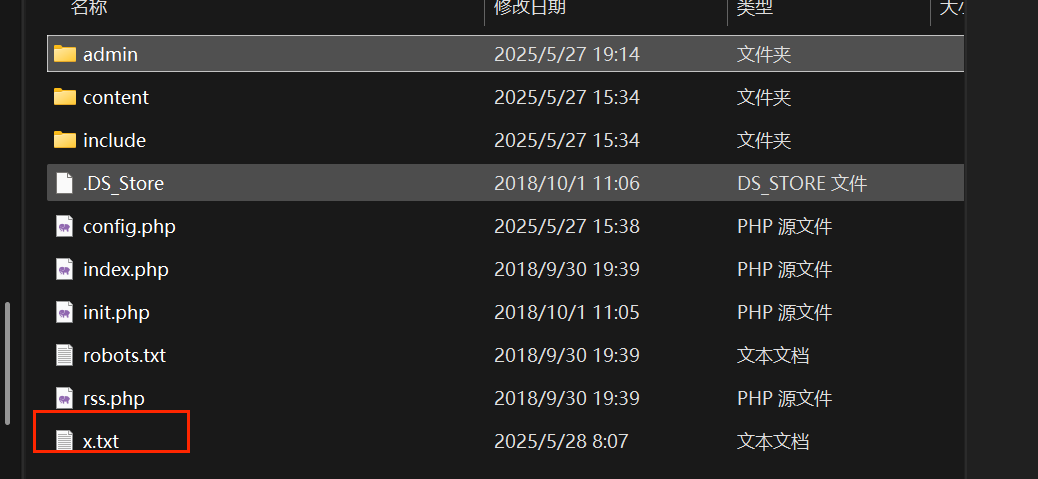 名称 修改日期 类型 大小
admin 2025/5/27 19:14 文件夹
content 2025/5/27 15:34 文件夹
include 2025/5/27 15:34 文件夹
.DS_Store 2018/10/1 11:06 DS_STORE 文件
config.php 2025/5/27 15:38 PHP 源文件
index.php 2018/9/30 19:39 PHP 源文件
init.php 2018/10/1 11:05 PHP 源文件
robots.txt 2018/9/30 19:39 文本文档
rss.php 2018/9/30 19:39 PHP 源文件
x.txt 2025/5/28 8:07 文本文档